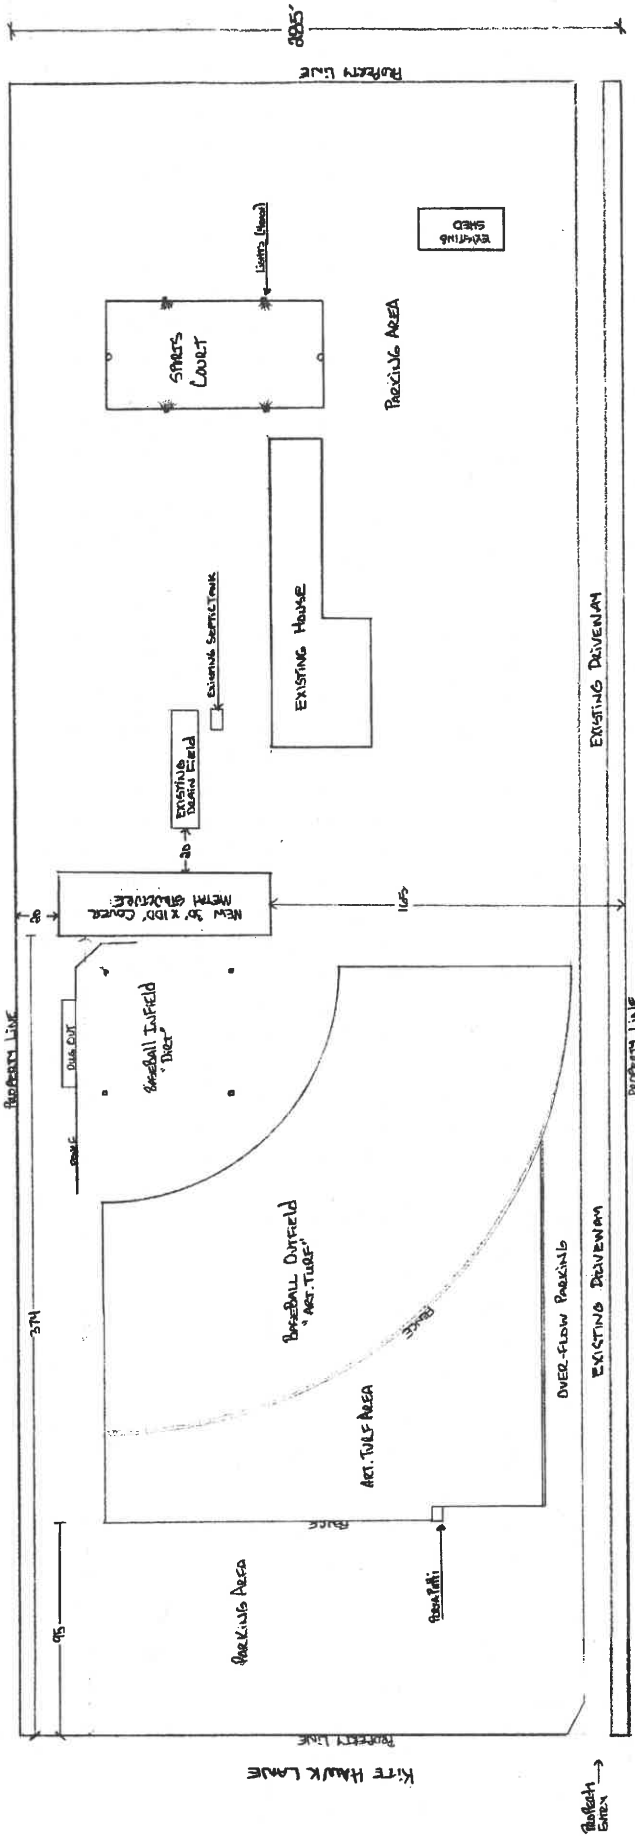 285'
PROPERTY LINE
EXISTING
SHED
LIGHTS
SPORTS
COURT
PARKING AREA
EXISTING SEPTIC TANK
EXISTING HOUSE
EXISTING
DRAIN FIELD
EXISTING DRIVEWAY
20
20
NEW 30' x 100' COVER
METAL STRUCTURE
165
PROPERTY LINE
PROPERTY LINE
DUG OUT
FENCE
BASEBALL INFIELD
"DIRT"
374
BASEBALL OUTFIELD
"ART. TURF"
FENCE
ART. TURF AREA
OVER-FLOW PARKING
EXISTING DRIVEWAY
FENCE
95
PARKING AREA
PORTA POTTI
PROPERTY LINE
KITE HAWK LANE
PROPERTY
ENTRY